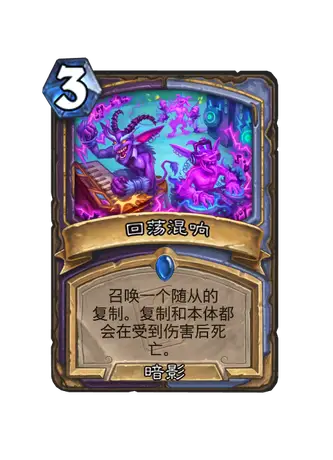 3
回荡混响
召唤一个随从的
复制。复制和本体都
会在受到伤害后死
亡。
暗影